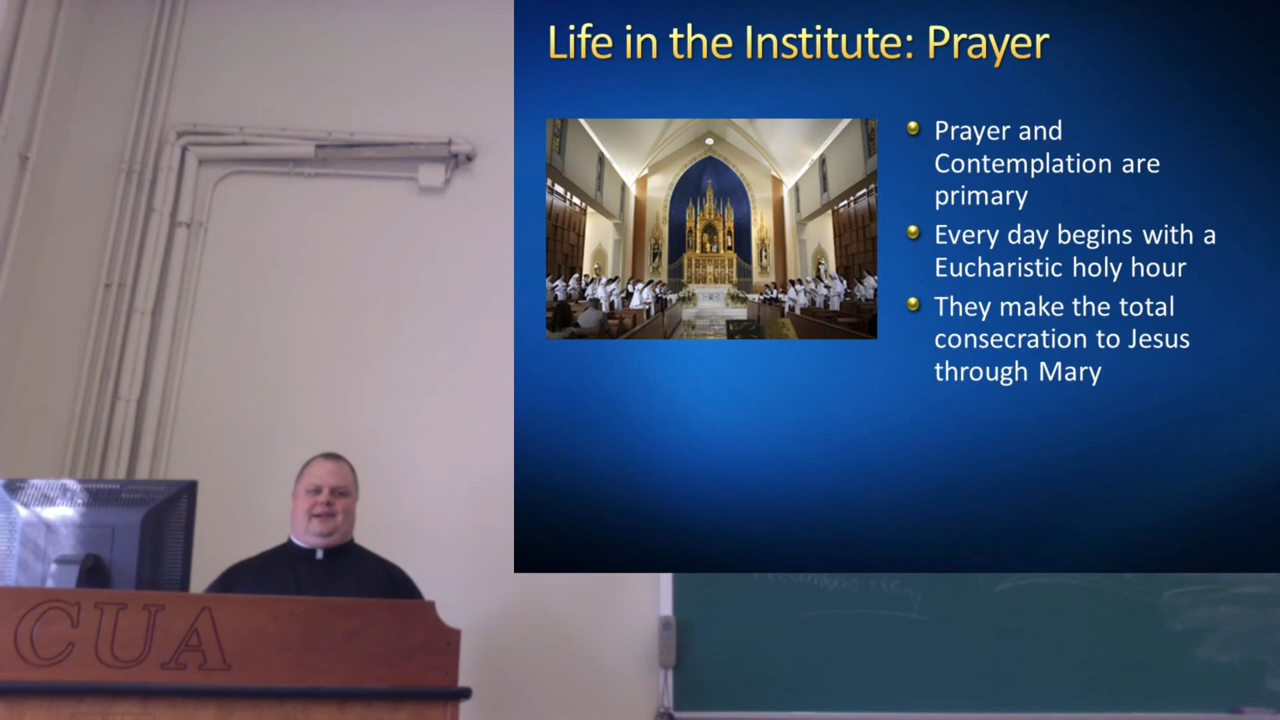 Life in the Institute: Prayer
Prayer and
Contemplation are
primary
Every day begins with a
Eucharistic holy hour
They make the total
consecration to Jesus
through Mary
CUA